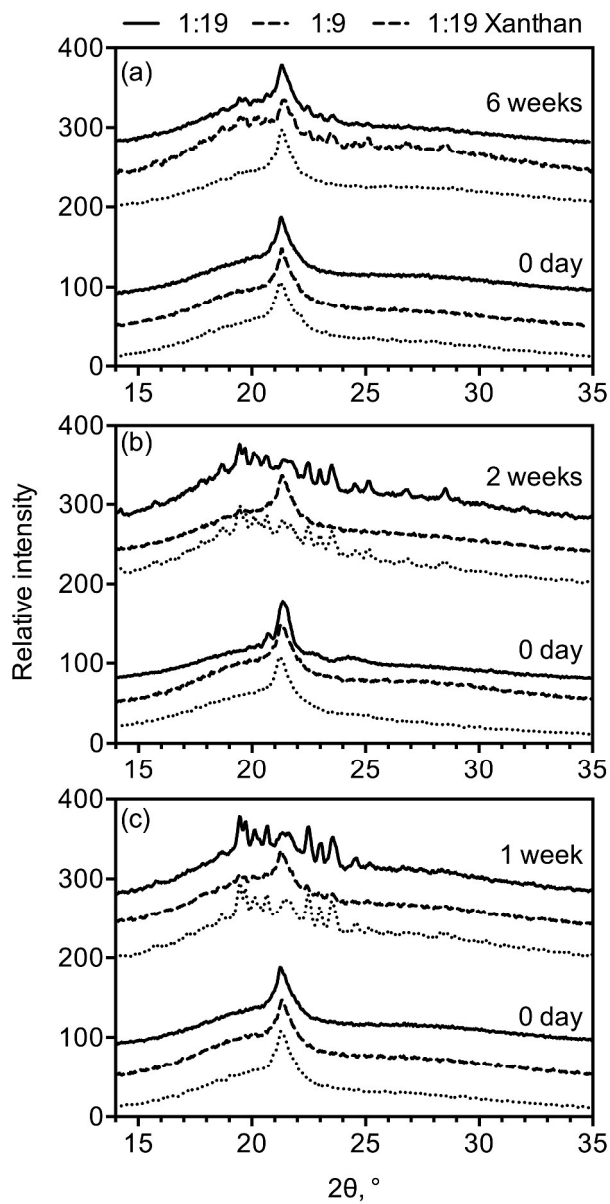 1:19 1:9 1:19 Xanthan
400
(a)
6 weeks
300
200
0 day
100
0
15 20 25 30 35
400
(b)
2 weeks
300
200
0 day
100
0
15 20 25 30 35
400
(c)
1 week
300
200
0 day
100
0
15 20 25 30 35
Relative intensity
2θ, °